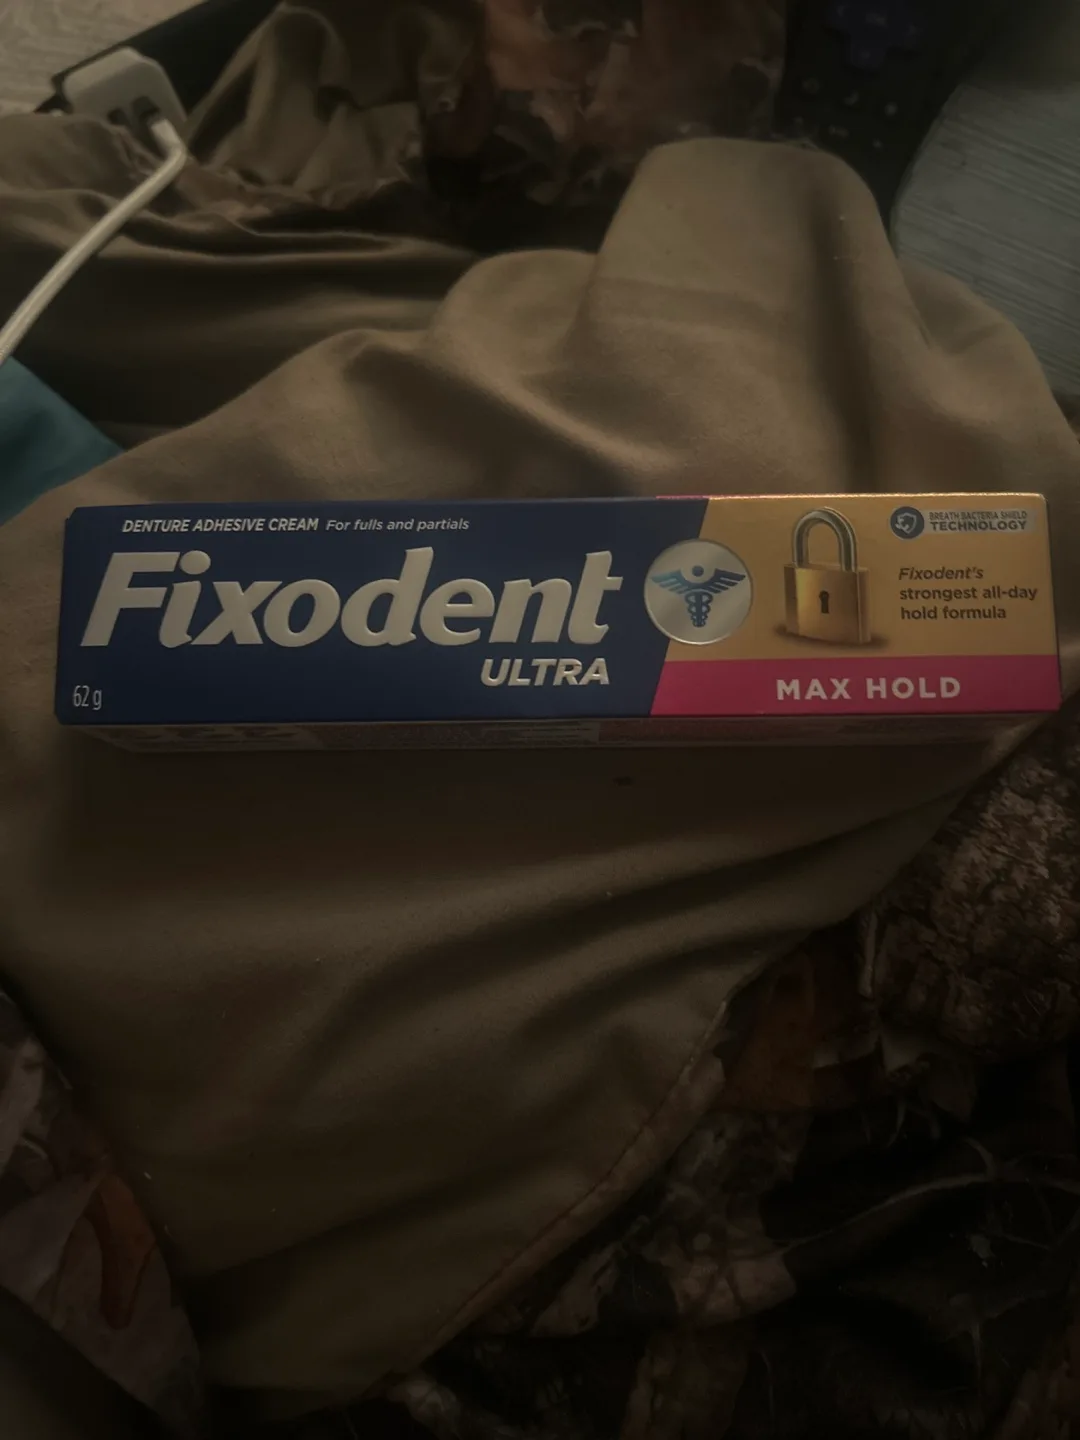 DENTURE ADHESIVE CREAM For fulls and partials
Fixodent
ULTRA
62 g
BREATH BACTERIA SHIELD
TECHNOLOGY
Fixodent's
strongest all-day
hold formula
MAX HOLD